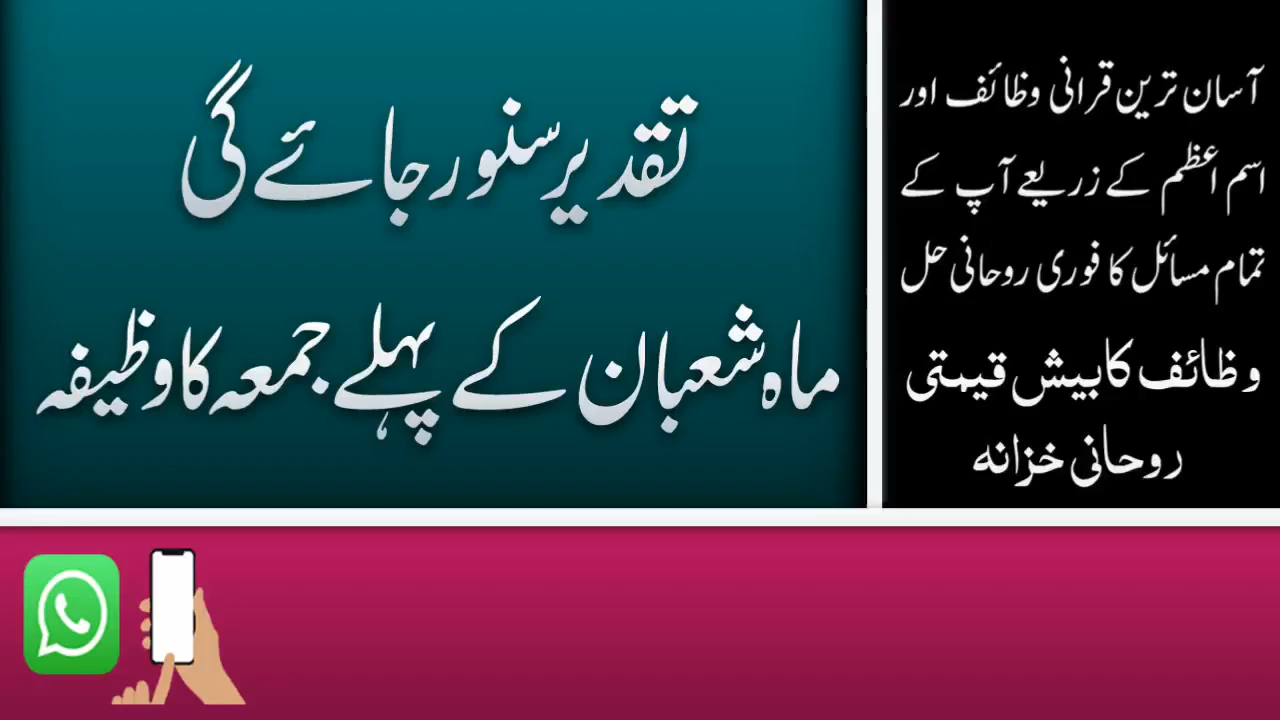 تقدیر سنور جائے گی
ماہ شعبان کے پہلے جمعہ کا وظیفہ
آسان ترین قرانی وظائف اور
اسم اعظم کے زریعے آپ کے
تمام مسائل کا فوری روحانی حل
وظائف کا بیش قیمتی
روحانی خزانہ